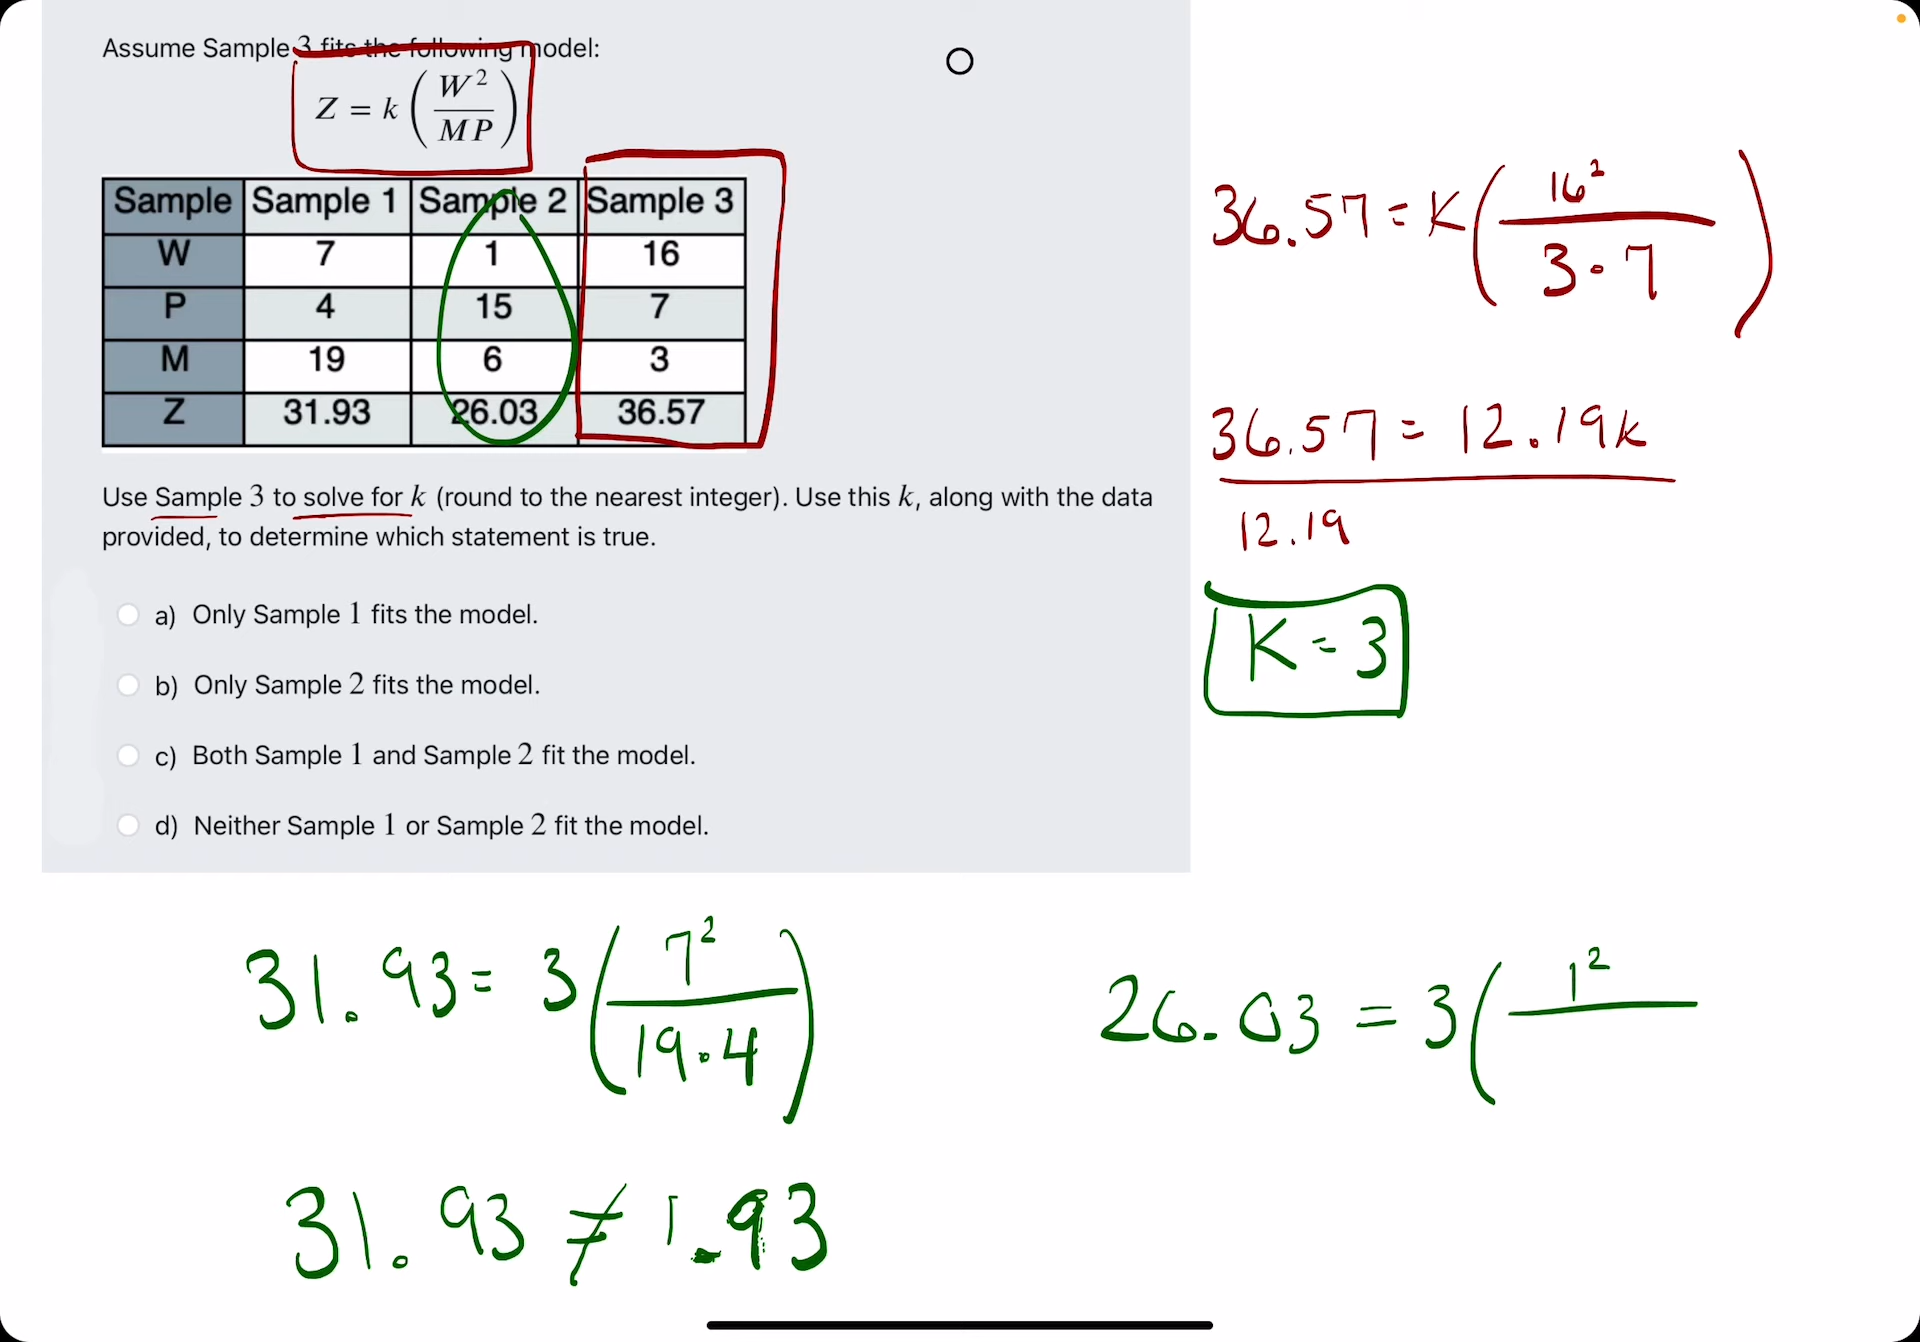 Assume Sample 3 fits the following model:
Z = k (W² / MP)
Sample Sample 1 Sample 2 Sample 3
W 7 1 16
P 4 15 7
M 19 6 3
Z 31.93 26.03 36.57
Use Sample 3 to solve for k (round to the nearest integer). Use this k, along with the data
provided, to determine which statement is true.
a) Only Sample 1 fits the model.
b) Only Sample 2 fits the model.
c) Both Sample 1 and Sample 2 fit the model.
d) Neither Sample 1 or Sample 2 fit the model.
36.57 = K (16² / 3·7)
36.57 = 12.19k
12.19
K = 3
31.93 = 3 (7² / 19·4)
31.93 ≠ 1.93
26.03 = 3 (1²